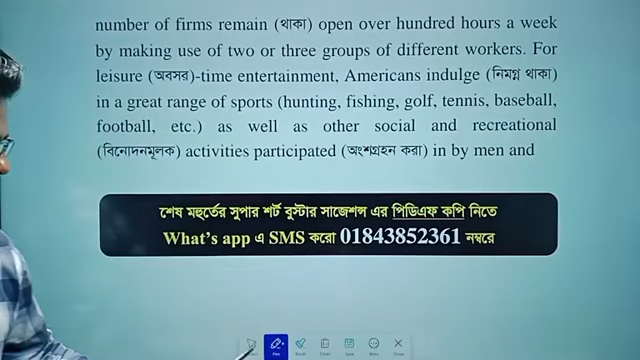 number of firms remain (থাকা) open over hundred hours a week
by making use of two or three groups of different workers. For
leisure (অবসর)-time entertainment, Americans indulge (নিমগ্ন থাকা)
in a great range of sports (hunting, fishing, golf, tennis, baseball,
football, etc.) as well as other social and recreational
(বিনোদনমূলক) activities participated (অংশগ্রহন করা) in by men and
শেষ মহুর্তের সুপার শর্ট বুস্টার সাজেশন্স এর পিডিএফ কপি নিতে
What's app এ SMS করো 01843852361 নম্বরে
Pen
Close